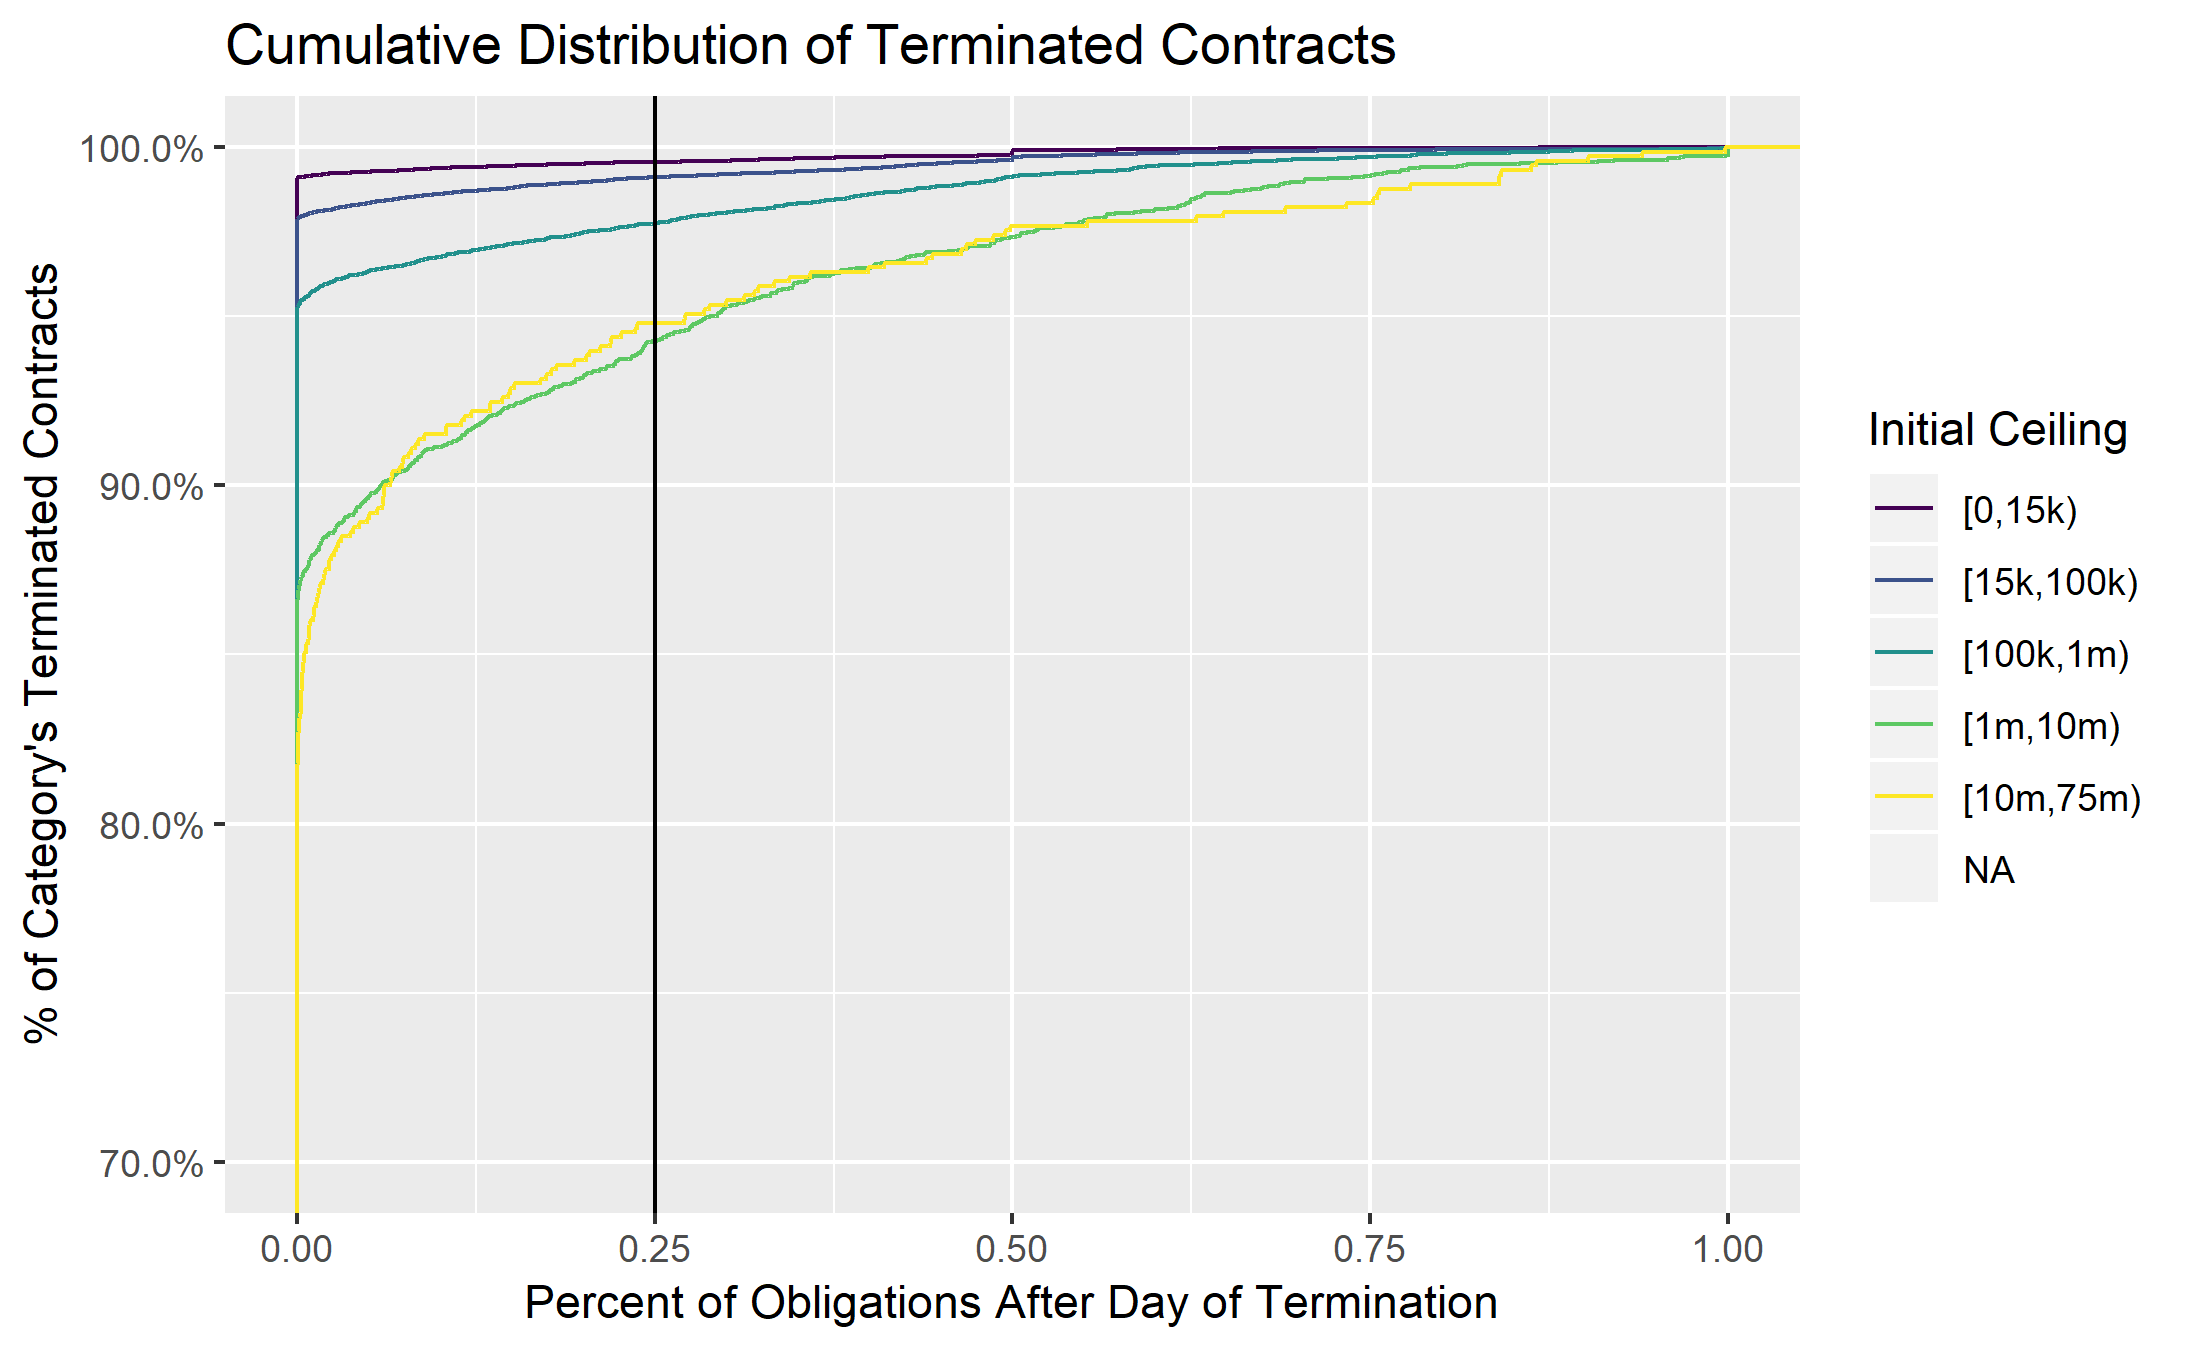 Cumulative Distribution of Terminated Contracts
% of Category's Terminated Contracts
100.0%
90.0%
80.0%
70.0%
0.00 0.25 0.50 0.75 1.00
Percent of Obligations After Day of Termination
Initial Ceiling
[0,15k)
[15k,100k)
[100k,1m)
[1m,10m)
[10m,75m)
NA